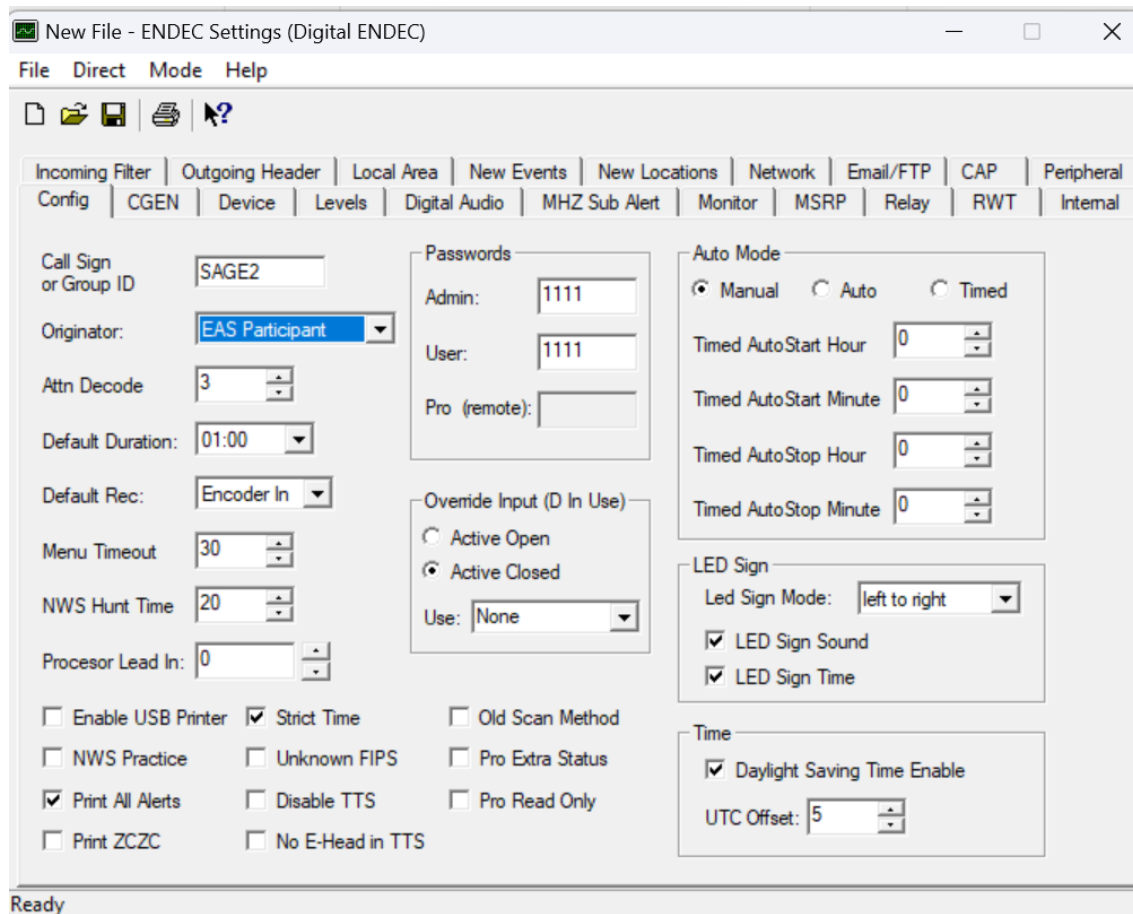 New File - ENDEC Settings (Digital ENDEC)
File Direct Mode Help
Incoming Filter Outgoing Header Local Area New Events New Locations Network Email/FTP CAP Peripheral
Config CGEN Device Levels Digital Audio MHZ Sub Alert Monitor MSRP Relay RWT Internal
Call Sign
or Group ID
SAGE2
Originator: EAS Participant
Attn Decode 3
Default Duration: 01:00
Default Rec: Encoder In
Menu Timeout 30
NWS Hunt Time 20
Procesor Lead In: 0
Passwords
Admin: 1111
User: 1111
Pro (remote):
Override Input (D In Use)
Active Open
Active Closed
Use: None
Auto Mode
Manual Auto Timed
Timed AutoStart Hour 0
Timed AutoStart Minute 0
Timed AutoStop Hour 0
Timed AutoStop Minute 0
LED Sign
Led Sign Mode: left to right
LED Sign Sound
LED Sign Time
Enable USB Printer Strict Time Old Scan Method
NWS Practice Unknown FIPS Pro Extra Status
Print All Alerts Disable TTS Pro Read Only
Print ZCZC No E-Head in TTS
Time
Daylight Saving Time Enable
UTC Offset: 5
Ready